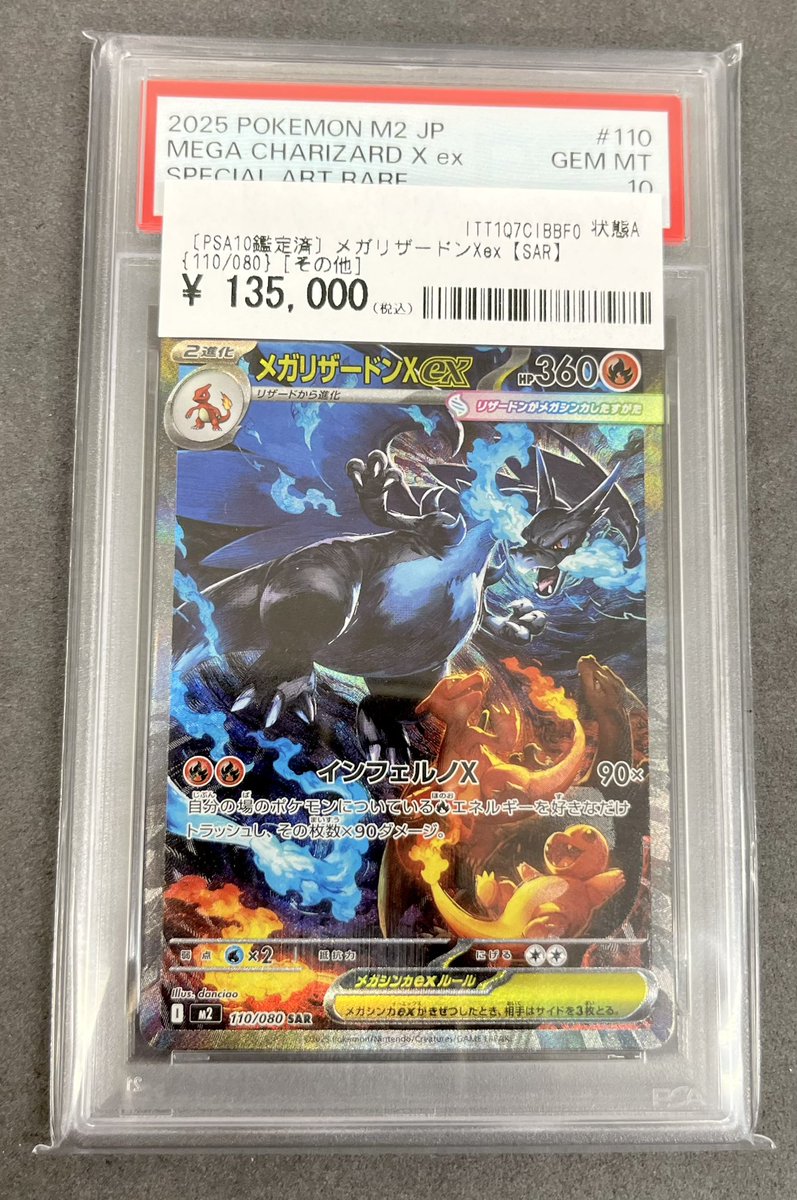 2025 POKEMON M2 JP #110
MEGA CHARIZARD X ex GEM MT
SPECIAL ART RARE 10
ITT1Q7CIBBF0 状態A
〔PSA10鑑定済〕メガリザードンXex【SAR】
{110/080}[その他]
¥ 135,000(税込)
2進化 メガリザードンXex HP360
リザードから進化
リザードンがメガシンカしたすがた
インフェルノX 90×
自分の場のポケモンについているエネルギーを好きなだけ
トラッシュし、その枚数×90ダメージ。
弱点 ×2 抵抗力 にげる
メガシンカexルール
メガシンカexがきぜつしたとき、相手はサイドを3枚とる。
Illus. danciao
I m2 110/080 SAR
©2025 Pokémon/Nintendo/Creatures/GAME FREAK
PSA